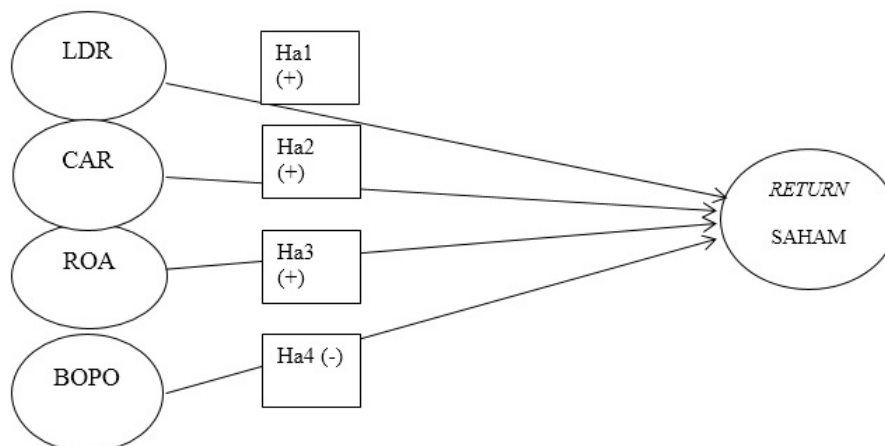 LDR
Ha1
(+)
CAR
Ha2
(+)
ROA
Ha3
(+)
BOPO
Ha4 (-)
RETURN
SAHAM